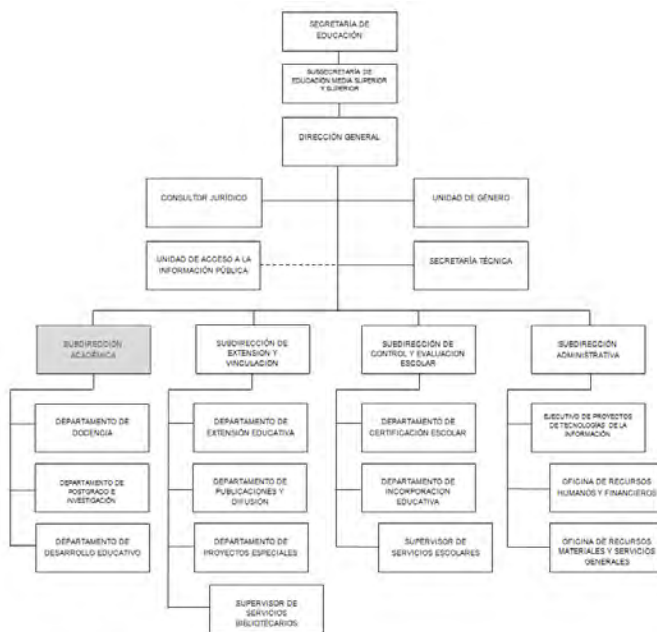 SECRETARÍA DE
EDUCACIÓN
SUBSECRETARÍA DE
EDUCACIÓN MEDIA SUPERIOR
Y SUPERIOR
DIRECCIÓN GENERAL
CONSULTOR JURÍDICO
UNIDAD DE GÉNERO
UNIDAD DE ACCESO A LA
INFORMACIÓN PÚBLICA
SECRETARÍA TÉCNICA
SUBDIRECCIÓN
ACADÉMICA
SUBDIRECCIÓN DE
EXTENSIÓN Y
VINCULACIÓN
SUBDIRECCIÓN DE
CONTROL Y EVALUACION
ESCOLAR
SUBDIRECCIÓN
ADMINISTRATIVA
DEPARTAMENTO DE
DOCENCIA
DEPARTAMENTO DE
EXTENSIÓN EDUCATIVA
DEPARTAMENTO DE
CERTIFICACIÓN ESCOLAR
EJECUTIVO DE PROYECTOS
DE TECNOLOGÍAS DE LA
INFORMACIÓN
DEPARTAMENTO DE
POSTGRADO E
INVESTIGACIÓN
DEPARTAMENTO DE
PUBLICACIONES Y
DIFUSIÓN
DEPARTAMENTO DE
INCORPORACION
EDUCATIVA
OFICINA DE RECURSOS
HUMANOS Y FINANCIEROS
DEPARTAMENTO DE
DESARROLLO EDUCATIVO
DEPARTAMENTO DE
PROYECTOS ESPECIALES
SUPERVISOR DE
SERVICIOS ESCOLARES
OFICINA DE RECURSOS
MATERIALES Y SERVICIOS
GENERALES
SUPERVISOR DE
SERVICIOS
BIBLIOTECARIOS